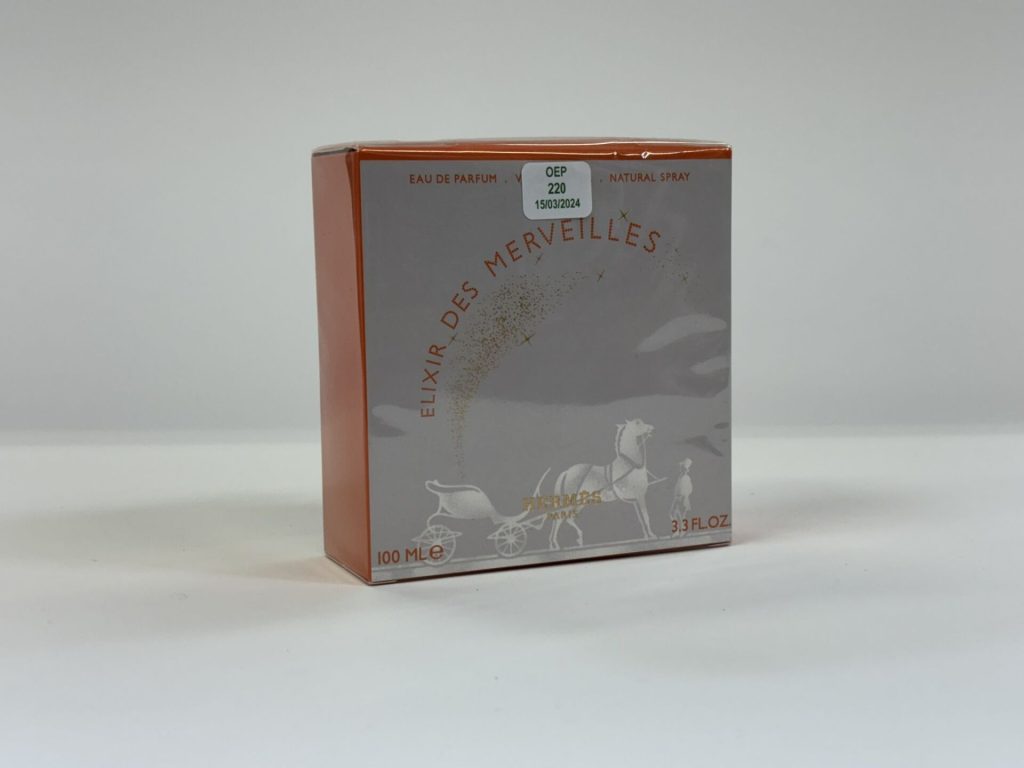 OEP
220
15/03/2024
EAU DE PARFUM . V . NATURAL SPRAY
ELIXIR DES MERVEILLES
HERMÈS
PARIS
100 ML e
3.3 FL.OZ.